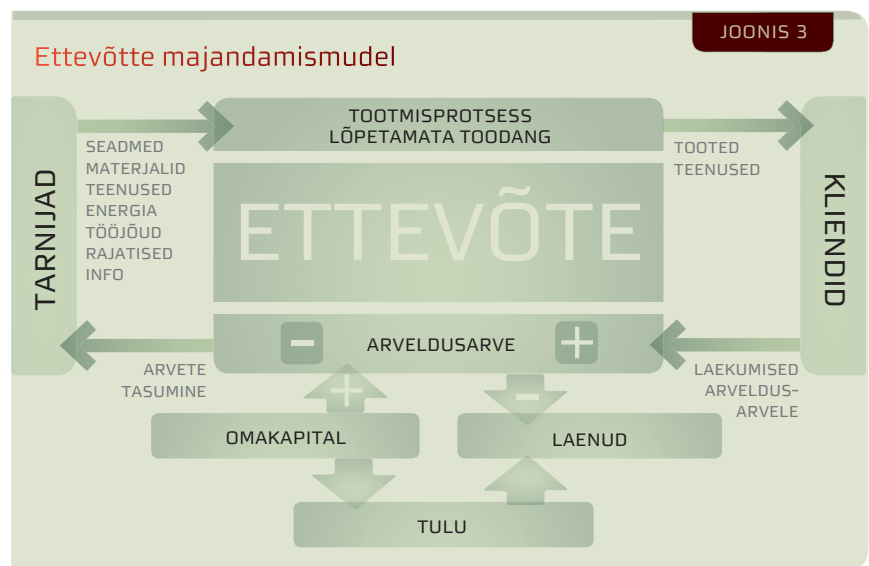 JOONIS 3
Ettevõtte majandamismudel
TARNIJAD
SEADMED
MATERJALID
TEENUSED
ENERGIA
TÖÖJÕUD
RAJATISED
INFO
TOOTMISPROTSESS
LÕPETAMATA TOODANG
TOOTED
TEENUSED
KLIENDID
ETTEVÕTE
− ARVELDUSARVE +
ARVETE
TASUMINE
LAEKUMISED
ARVELDUS-
ARVELE
+
−
OMAKAPITAL
LAENUD
TULU